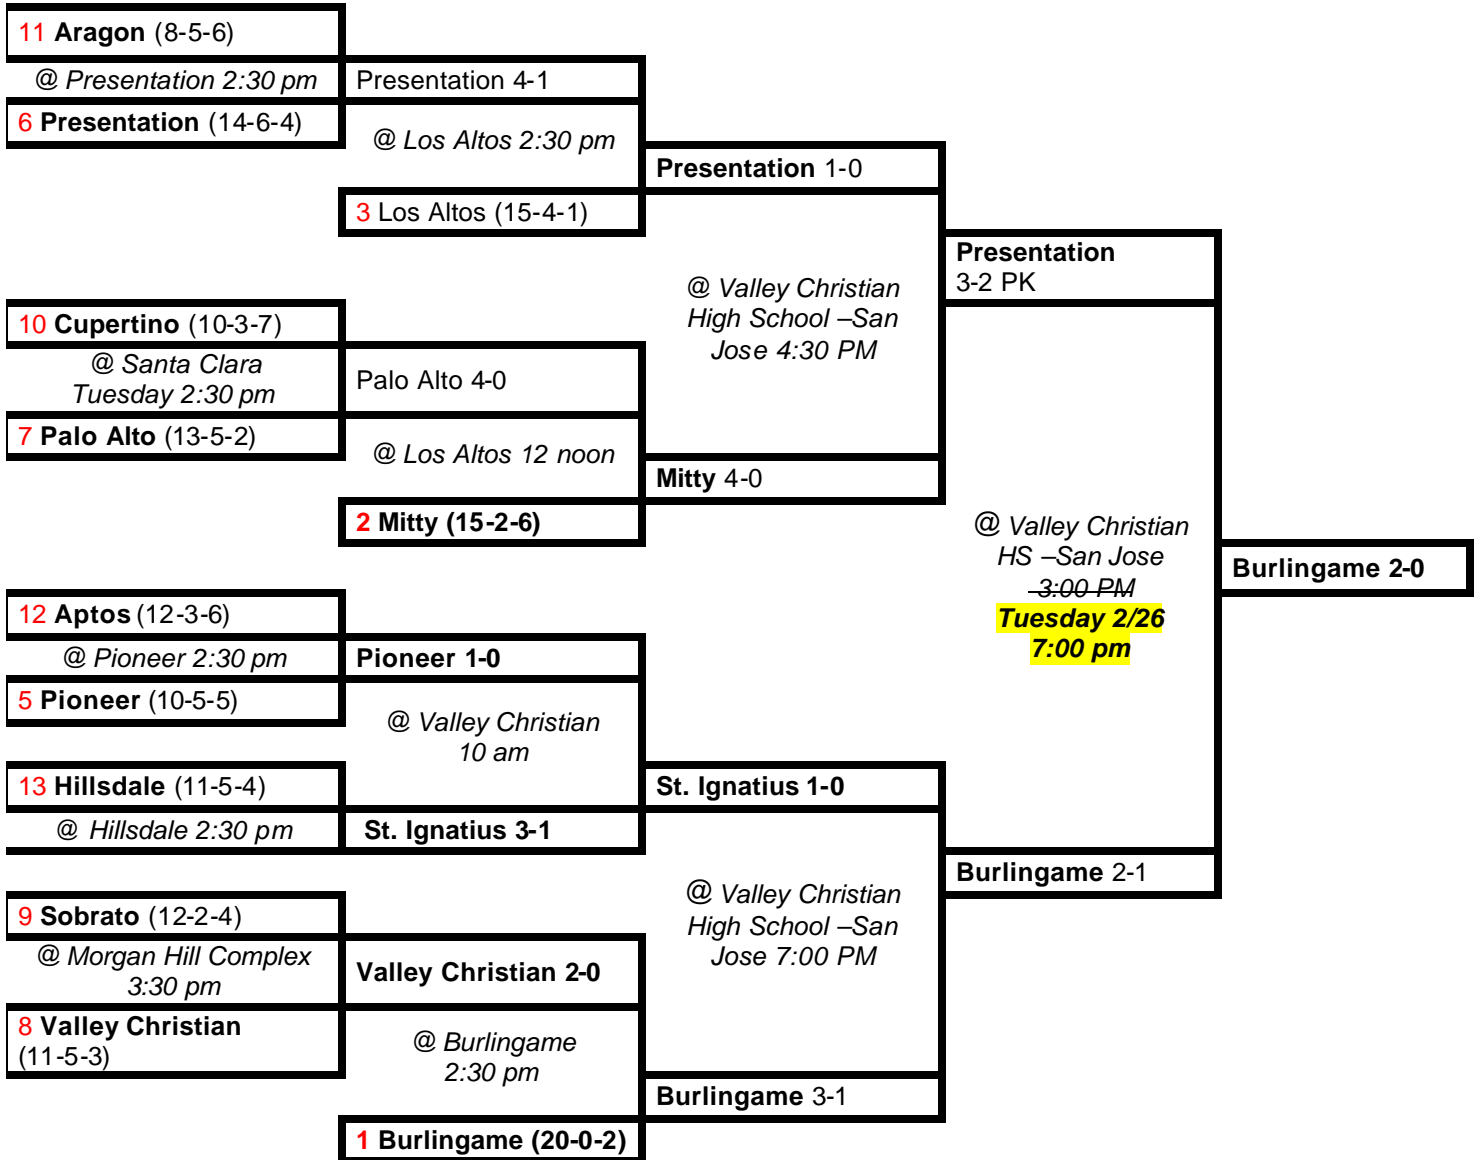 11 Aragon (8-5-6)
@ Presentation 2:30 pm
Presentation 4-1
6 Presentation (14-6-4)
@ Los Altos 2:30 pm
Presentation 1-0
3 Los Altos (15-4-1)
Presentation
3-2 PK
@ Valley Christian
High School –San
Jose 4:30 PM
10 Cupertino (10-3-7)
@ Santa Clara
Tuesday 2:30 pm
Palo Alto 4-0
7 Palo Alto (13-5-2)
@ Los Altos 12 noon
Mitty 4-0
2 Mitty (15-2-6)
@ Valley Christian
HS –San Jose
3:00 PM
Tuesday 2/26
7:00 pm
Burlingame 2-0
12 Aptos (12-3-6)
@ Pioneer 2:30 pm
Pioneer 1-0
5 Pioneer (10-5-5)
@ Valley Christian
10 am
13 Hillsdale (11-5-4)
St. Ignatius 1-0
@ Hillsdale 2:30 pm
St. Ignatius 3-1
Burlingame 2-1
@ Valley Christian
High School –San
Jose 7:00 PM
9 Sobrato (12-2-4)
@ Morgan Hill Complex
3:30 pm
Valley Christian 2-0
8 Valley Christian
(11-5-3)
@ Burlingame
2:30 pm
Burlingame 3-1
1 Burlingame (20-0-2)